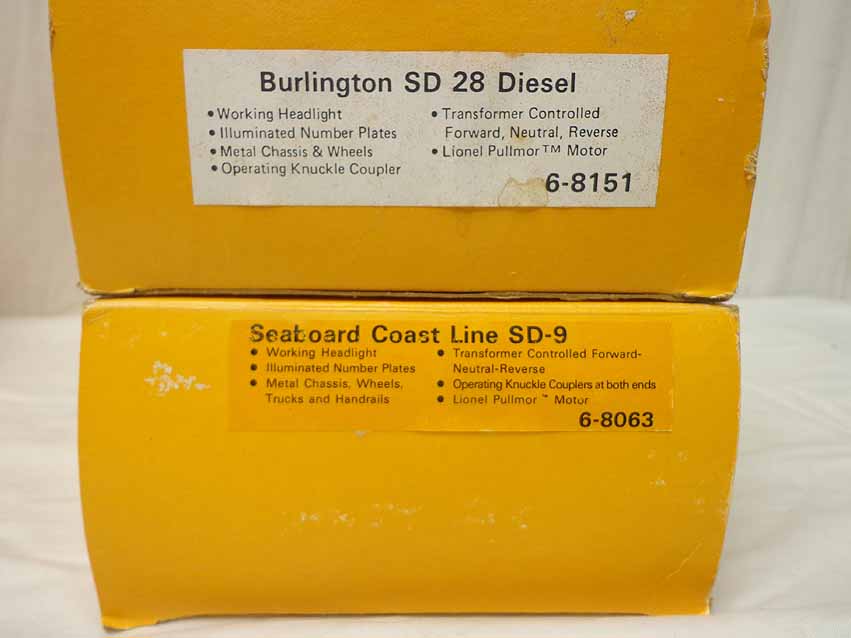 Burlington SD 28 Diesel
• Working Headlight
• Illuminated Number Plates
• Metal Chassis & Wheels
• Operating Knuckle Coupler
• Transformer Controlled
Forward, Neutral, Reverse
• Lionel Pullmor™ Motor
6-8151
Seaboard Coast Line SD-9
• Working Headlight
• Illuminated Number Plates
• Metal Chassis, Wheels,
Trucks and Handrails
• Transformer Controlled Forward-
Neutral-Reverse
• Operating Knuckle Couplers at both ends
• Lionel Pullmor™ Motor
6-8063